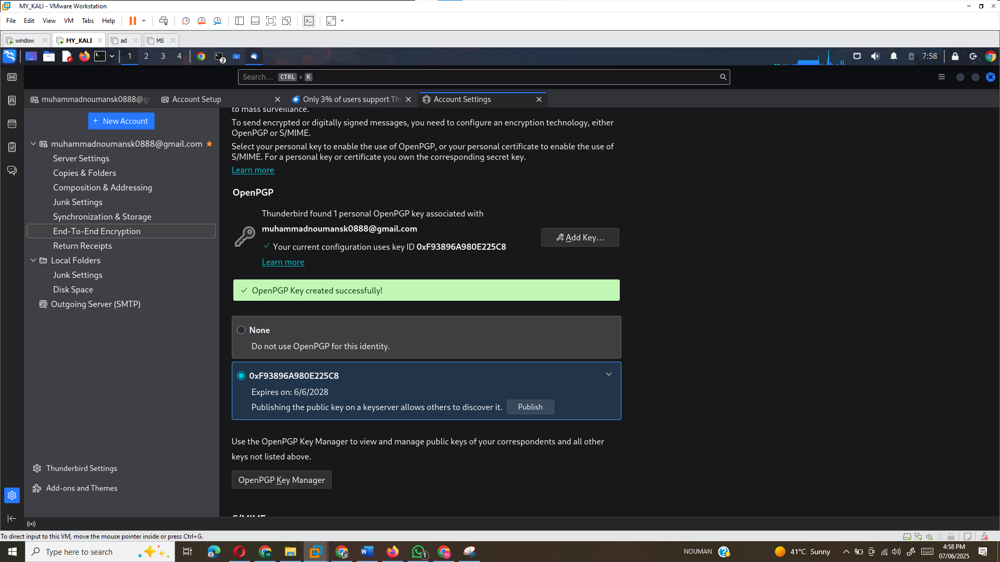 MY_KALI - VMware Workstation
File Edit View VM Tabs Help
window MY_KALI ad MS
1 2 3 4 2 7:58
Search... CTRL + K
muhammadnoumansk0888@gr Account Setup Only 3% of users support Thu Account Settings
+ New Account
muhammadnoumansk0888@gmail.com
Server Settings
Copies & Folders
Composition & Addressing
Junk Settings
Synchronization & Storage
End-To-End Encryption
Return Receipts
Local Folders
Junk Settings
Disk Space
Outgoing Server (SMTP)
Thunderbird Settings
Add-ons and Themes
to mass surveillance.
To send encrypted or digitally signed messages, you need to configure an encryption technology, either
OpenPGP or S/MIME.
Select your personal key to enable the use of OpenPGP, or your personal certificate to enable the use of
S/MIME. For a personal key or certificate you own the corresponding secret key.
Learn more
OpenPGP
Thunderbird found 1 personal OpenPGP key associated with
muhammadnoumansk0888@gmail.com
Your current configuration uses key ID 0xF93896A980E225C8
Add Key...
Learn more
OpenPGP Key created successfully!
None
Do not use OpenPGP for this identity.
0xF93896A980E225C8
Expires on: 6/6/2028
Publishing the public key on a keyserver allows others to discover it. Publish
Use the OpenPGP Key Manager to view and manage public keys of your correspondents and all other
keys not listed above.
OpenPGP Key Manager
S/MIME
To direct input to this VM, move the mouse pointer inside or press Ctrl+G.
Type here to search
1
NOUMAN
41°C Sunny
4:58 PM
07/06/2025